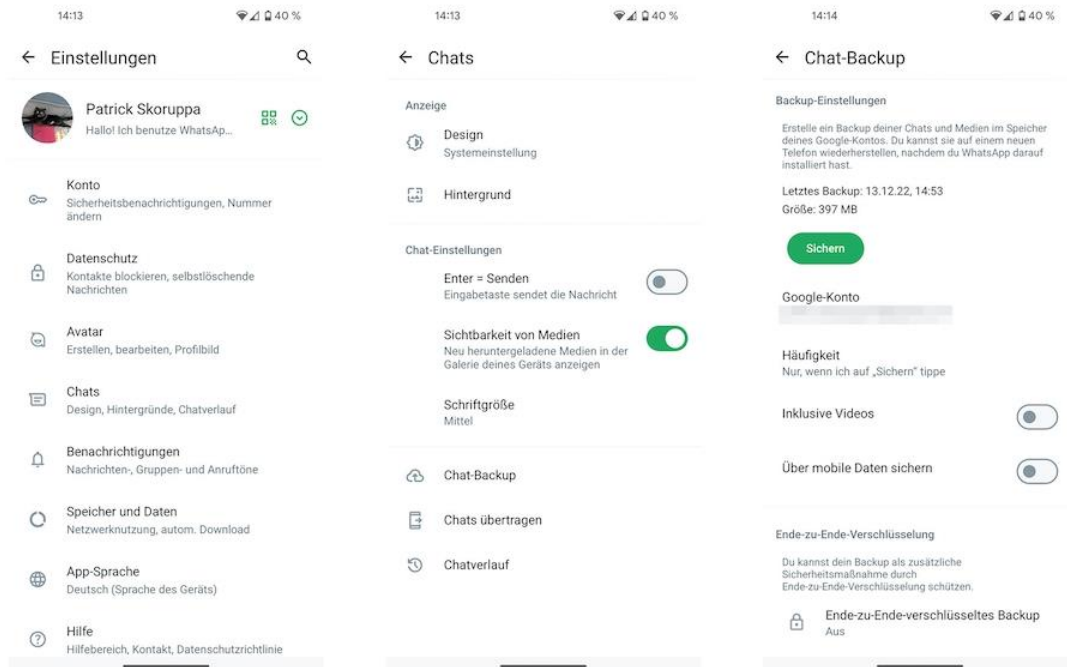 14:13
40 %
Einstellungen
Patrick Skoruppa
Hallo! Ich benutze WhatsAp...
Konto
Sicherheitsbenachrichtigungen, Nummer
ändern
Datenschutz
Kontakte blockieren, selbstlöschende
Nachrichten
Avatar
Erstellen, bearbeiten, Profilbild
Chats
Design, Hintergründe, Chatverlauf
Benachrichtigungen
Nachrichten-, Gruppen- und Anruftöne
Speicher und Daten
Netzwerknutzung, autom. Download
App-Sprache
Deutsch (Sprache des Geräts)
Hilfe
Hilfebereich, Kontakt, Datenschutzrichtlinie
14:13
40 %
Chats
Anzeige
Design
Systemeinstellung
Hintergrund
Chat-Einstellungen
Enter = Senden
Eingabetaste sendet die Nachricht
Sichtbarkeit von Medien
Neu heruntergeladene Medien in der
Galerie deines Geräts anzeigen
Schriftgröße
Mittel
Chat-Backup
Chats übertragen
Chatverlauf
14:14
40 %
Chat-Backup
Backup-Einstellungen
Erstelle ein Backup deiner Chats und Medien im Speicher
deines Google-Kontos. Du kannst sie auf einem neuen
Telefon wiederherstellen, nachdem du WhatsApp darauf
installiert hast.
Letztes Backup: 13.12.22, 14:53
Größe: 397 MB
Sichern
Google-Konto
Häufigkeit
Nur, wenn ich auf „Sichern“ tippe
Inklusive Videos
Über mobile Daten sichern
Ende-zu-Ende-Verschlüsselung
Du kannst dein Backup als zusätzliche
Sicherheitsmaßnahme durch
Ende-zu-Ende-Verschlüsselung schützen.
Ende-zu-Ende-verschlüsseltes Backup
Aus